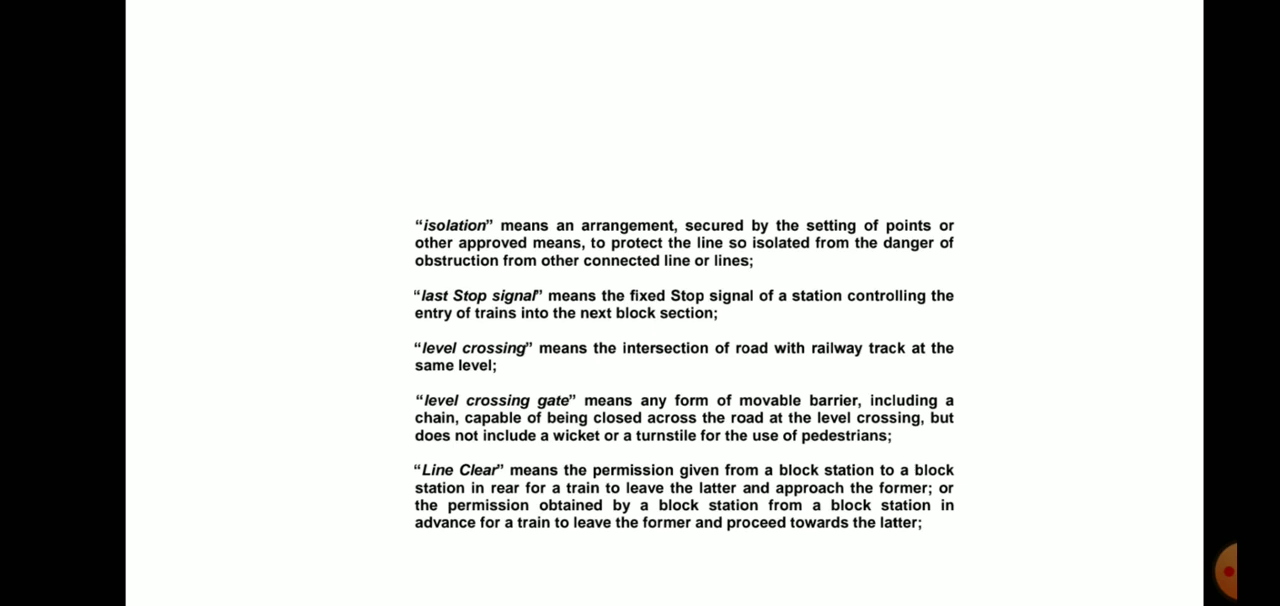 “isolation” means an arrangement, secured by the setting of points or
other approved means, to protect the line so isolated from the danger of
obstruction from other connected line or lines;
“last Stop signal” means the fixed Stop signal of a station controlling the
entry of trains into the next block section;
“level crossing” means the intersection of road with railway track at the
same level;
“level crossing gate” means any form of movable barrier, including a
chain, capable of being closed across the road at the level crossing, but
does not include a wicket or a turnstile for the use of pedestrians;
“Line Clear” means the permission given from a block station to a block
station in rear for a train to leave the latter and approach the former; or
the permission obtained by a block station from a block station in
advance for a train to leave the former and proceed towards the latter;